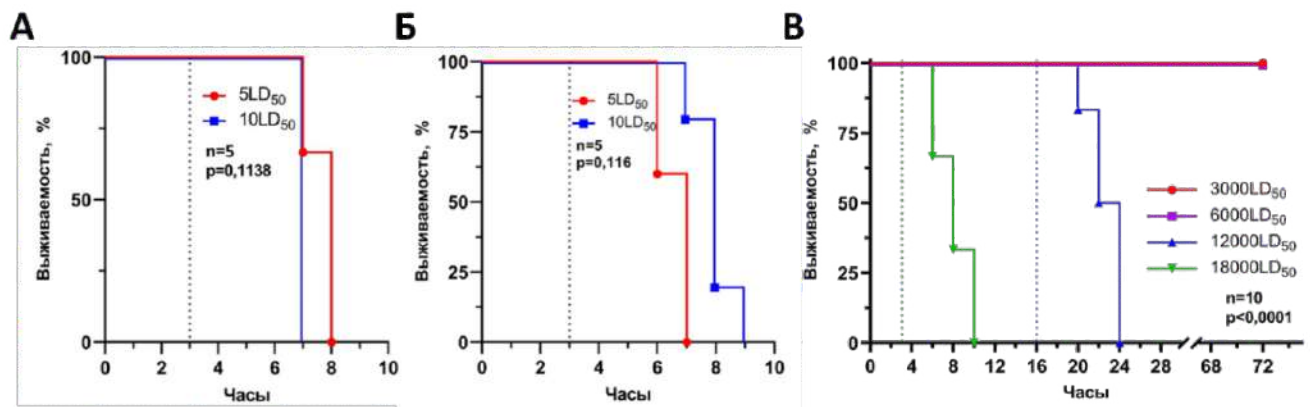 А
Выживаемость, %
100
50
0
5LD₅₀
10LD₅₀
n=5
p=0,1138
0 2 4 6 8 10
Часы
Б
Выживаемость, %
100
75
50
25
0
5LD₅₀
10LD₅₀
n=5
p=0,116
0 2 4 6 8 10
Часы
В
Выживаемость, %
100
75
50
25
0
3000LD₅₀
6000LD₅₀
12000LD₅₀
18000LD₅₀
n=10
p<0,0001
0 4 8 12 16 20 24 28 68 72
Часы